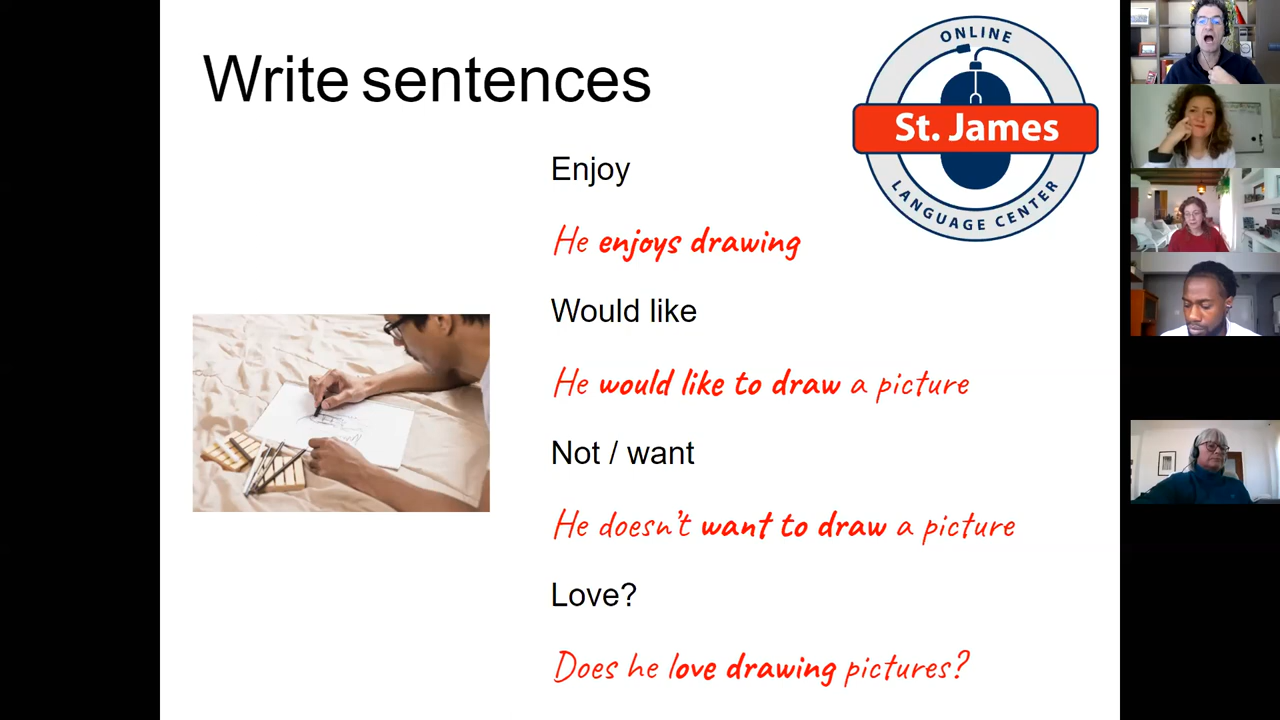 Write sentences
ONLINE
St. James
LANGUAGE CENTER
Enjoy
He enjoys drawing
Would like
He would like to draw a picture
Not / want
He doesn't want to draw a picture
Love?
Does he love drawing pictures?